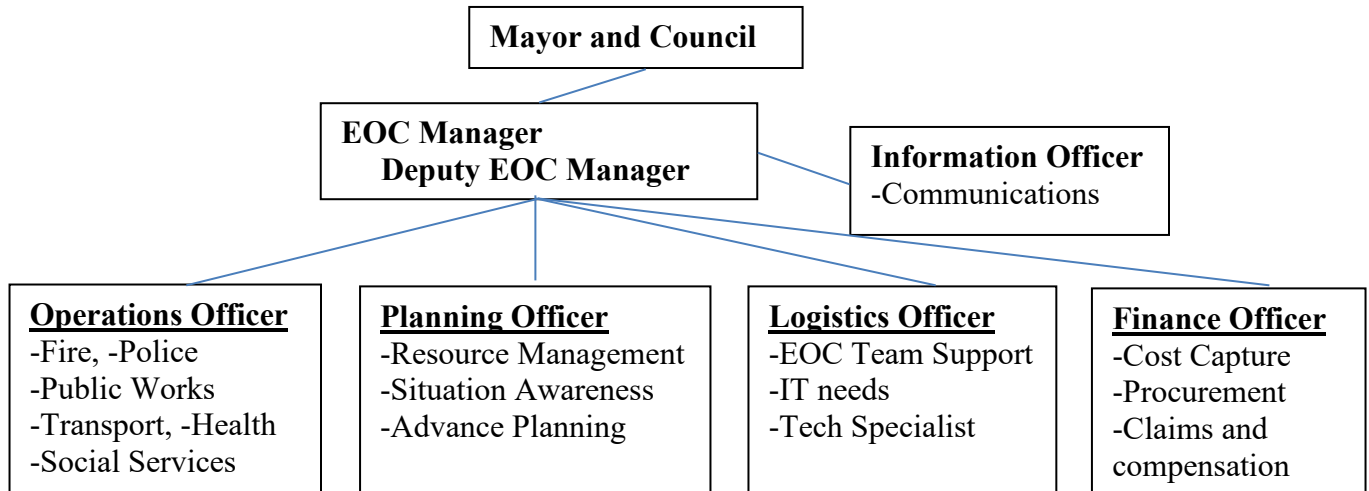 Mayor and Council
EOC Manager
Deputy EOC Manager
Information Officer
-Communications
Operations Officer
-Fire, -Police
-Public Works
-Transport, -Health
-Social Services
Planning Officer
-Resource Management
-Situation Awareness
-Advance Planning
Logistics Officer
-EOC Team Support
-IT needs
-Tech Specialist
Finance Officer
-Cost Capture
-Procurement
-Claims and
compensation